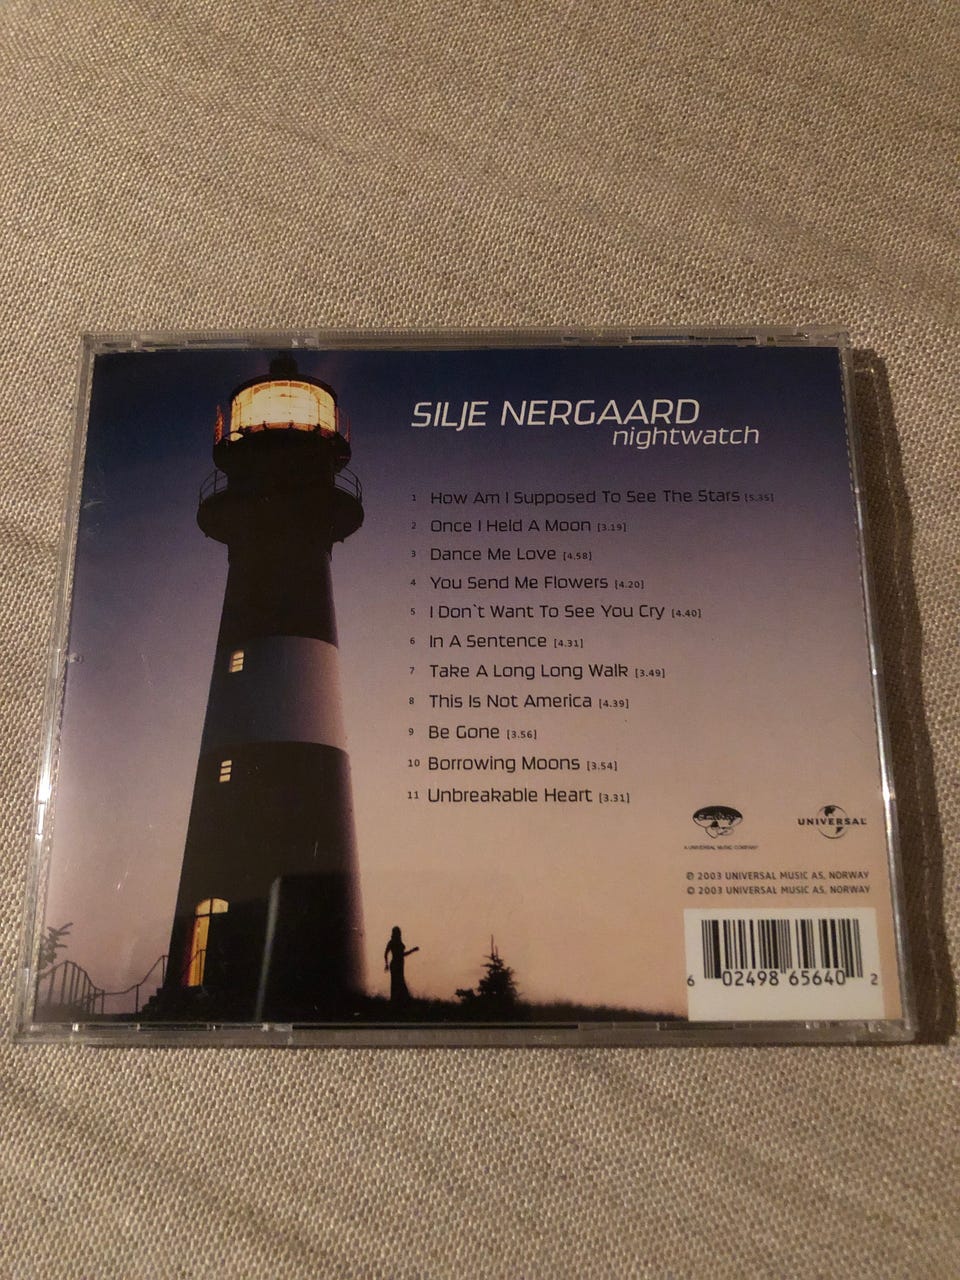 SILJE NERGAARD
nightwatch
1 How Am I Supposed To See The Stars [5.35]
2 Once I Held A Moon [3.19]
3 Dance Me Love [4.58]
4 You Send Me Flowers [4.20]
5 I Don`t Want To See You Cry [4.40]
6 In A Sentence [4.31]
7 Take A Long Long Walk [3.49]
8 This Is Not America [4.39]
9 Be Gone [3.56]
10 Borrowing Moons [3.54]
11 Unbreakable Heart [3.31]
EmArcy
A UNIVERSAL MUSIC COMPANY
UNIVERSAL
℗ 2003 UNIVERSAL MUSIC AS, NORWAY
© 2003 UNIVERSAL MUSIC AS, NORWAY
6 02498 65640 2